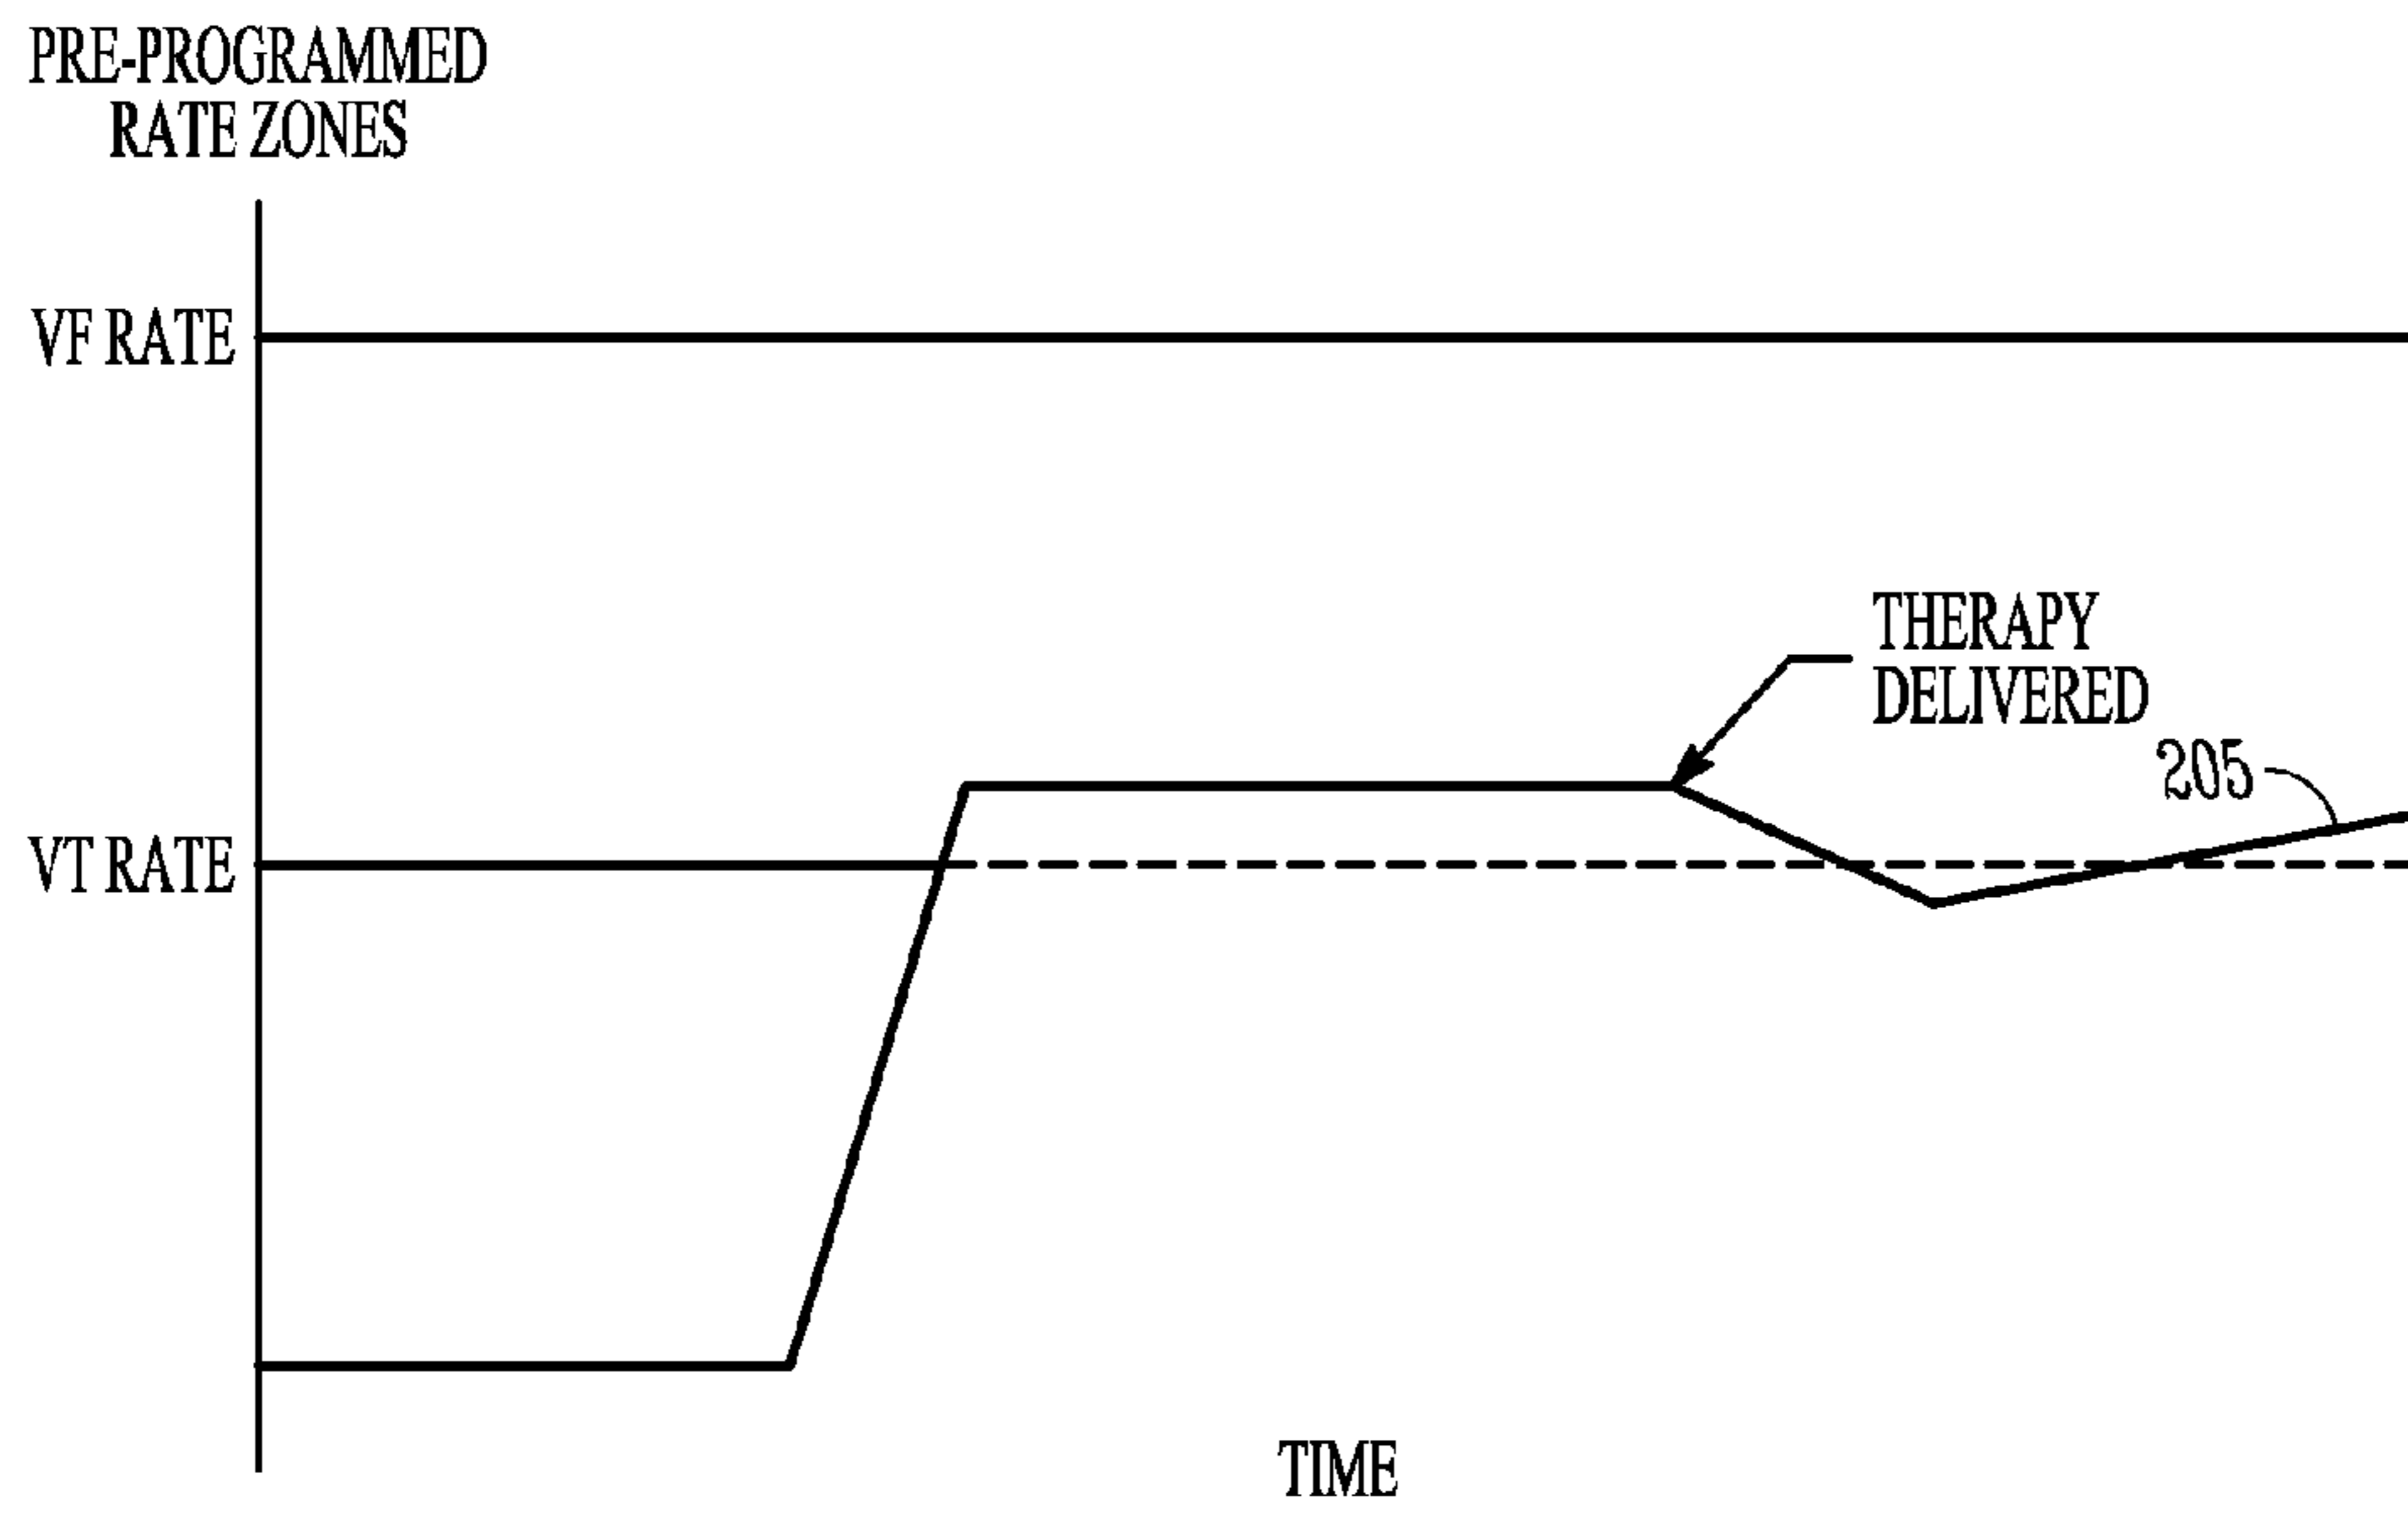 PRE-PROGRAMMED
RATE ZONES
VF RATE
THERAPY
DELIVERED
205
VT RATE
TIME